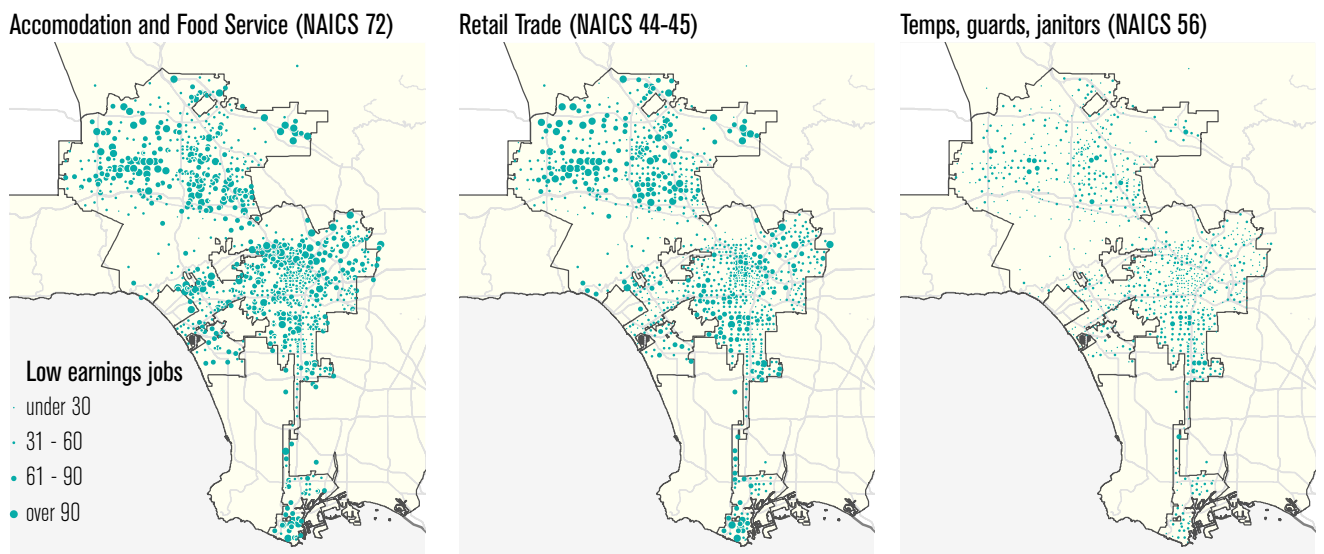 Accomodation and Food Service (NAICS 72)
Retail Trade (NAICS 44-45)
Temps, guards, janitors (NAICS 56)
Low earnings jobs
under 30
31 - 60
61 - 90
over 90